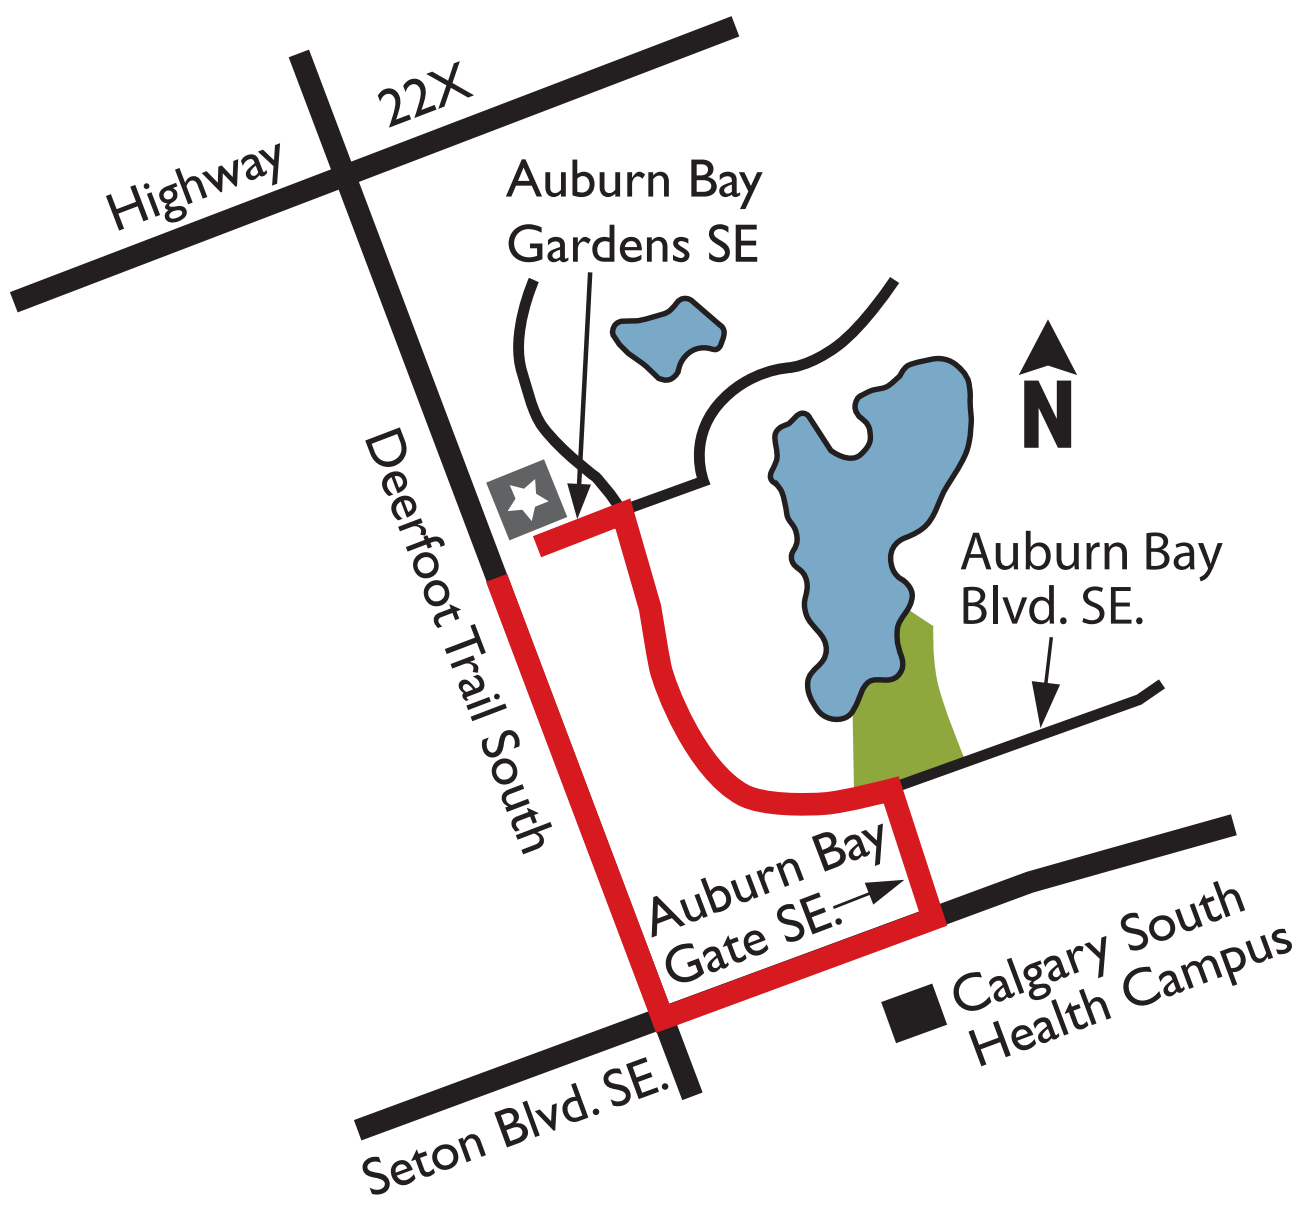 Highway 22X
Auburn Bay
Gardens SE
N
Deerfoot Trail South
Auburn Bay
Blvd. SE.
Auburn Bay
Gate SE.
Calgary South
Health Campus
Seton Blvd. SE.